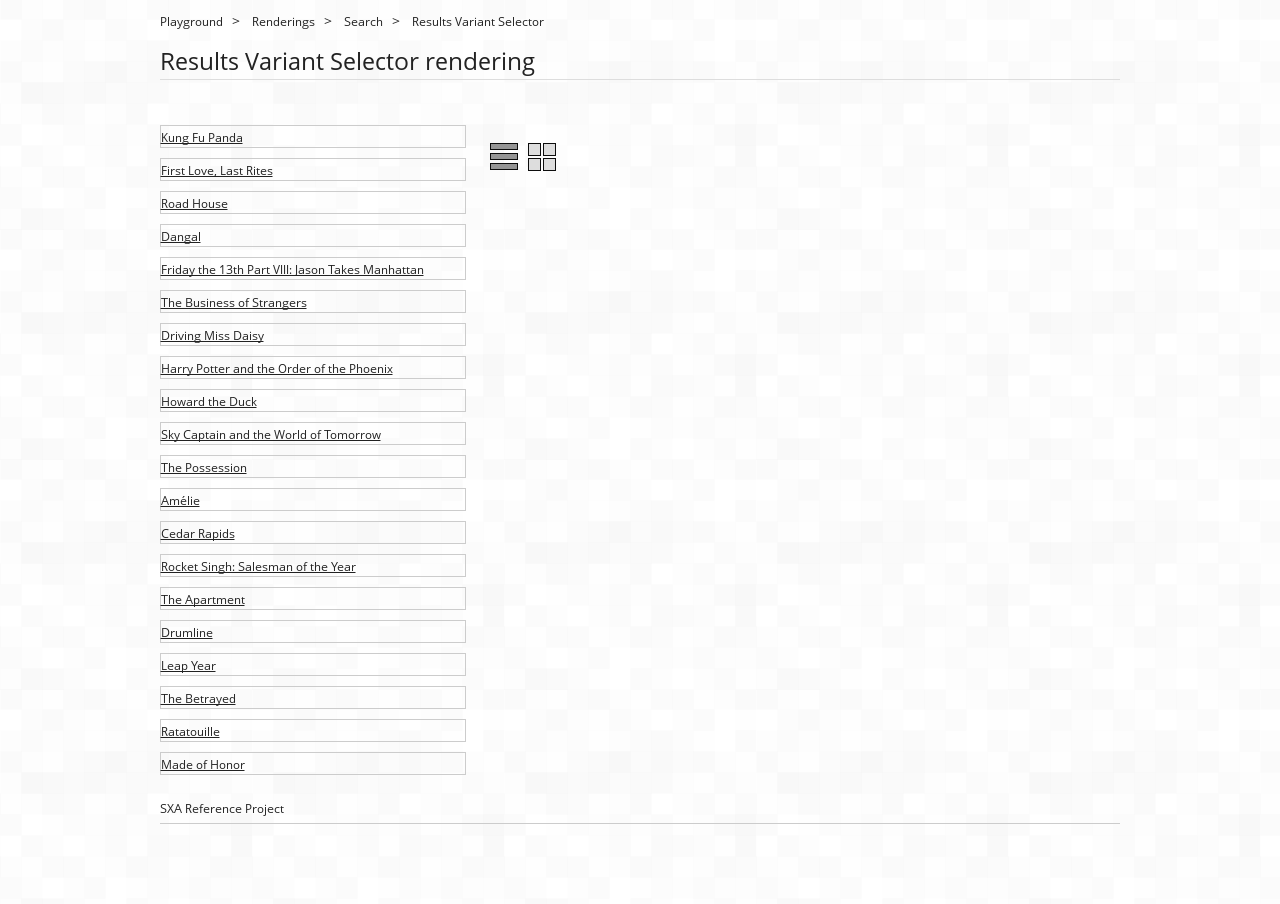 Playground > Renderings > Search > Results Variant Selector
Results Variant Selector rendering
Kung Fu Panda
First Love, Last Rites
Road House
Dangal
Friday the 13th Part VIII: Jason Takes Manhattan
The Business of Strangers
Driving Miss Daisy
Harry Potter and the Order of the Phoenix
Howard the Duck
Sky Captain and the World of Tomorrow
The Possession
Amélie
Cedar Rapids
Rocket Singh: Salesman of the Year
The Apartment
Drumline
Leap Year
The Betrayed
Ratatouille
Made of Honor
SXA Reference Project